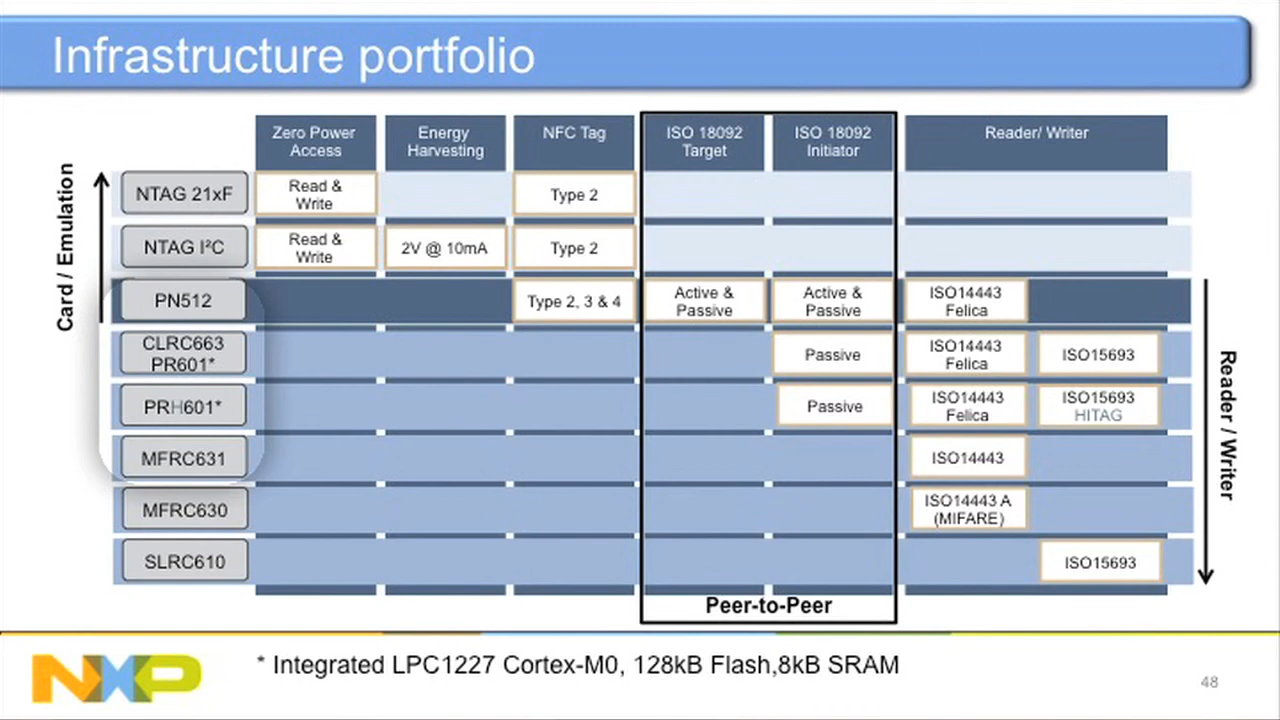 Infrastructure portfolio
Zero Power
Access
Energy
Harvesting
NFC Tag
ISO 18092
Target
ISO 18092
Initiator
Reader/ Writer
Card / Emulation
NTAG 21xF
Read &
Write
Type 2
NTAG I²C
Read &
Write
2V @ 10mA
Type 2
PN512
Type 2, 3 & 4
Active &
Passive
Active &
Passive
ISO14443
Felica
CLRC663
PR601*
Passive
ISO14443
Felica
ISO15693
PRH601*
Passive
ISO14443
Felica
ISO15693
HITAG
MFRC631
ISO14443
MFRC630
ISO14443 A
(MIFARE)
SLRC610
ISO15693
Reader / Writer
Peer-to-Peer
NXP
* Integrated LPC1227 Cortex-M0, 128kB Flash,8kB SRAM
48